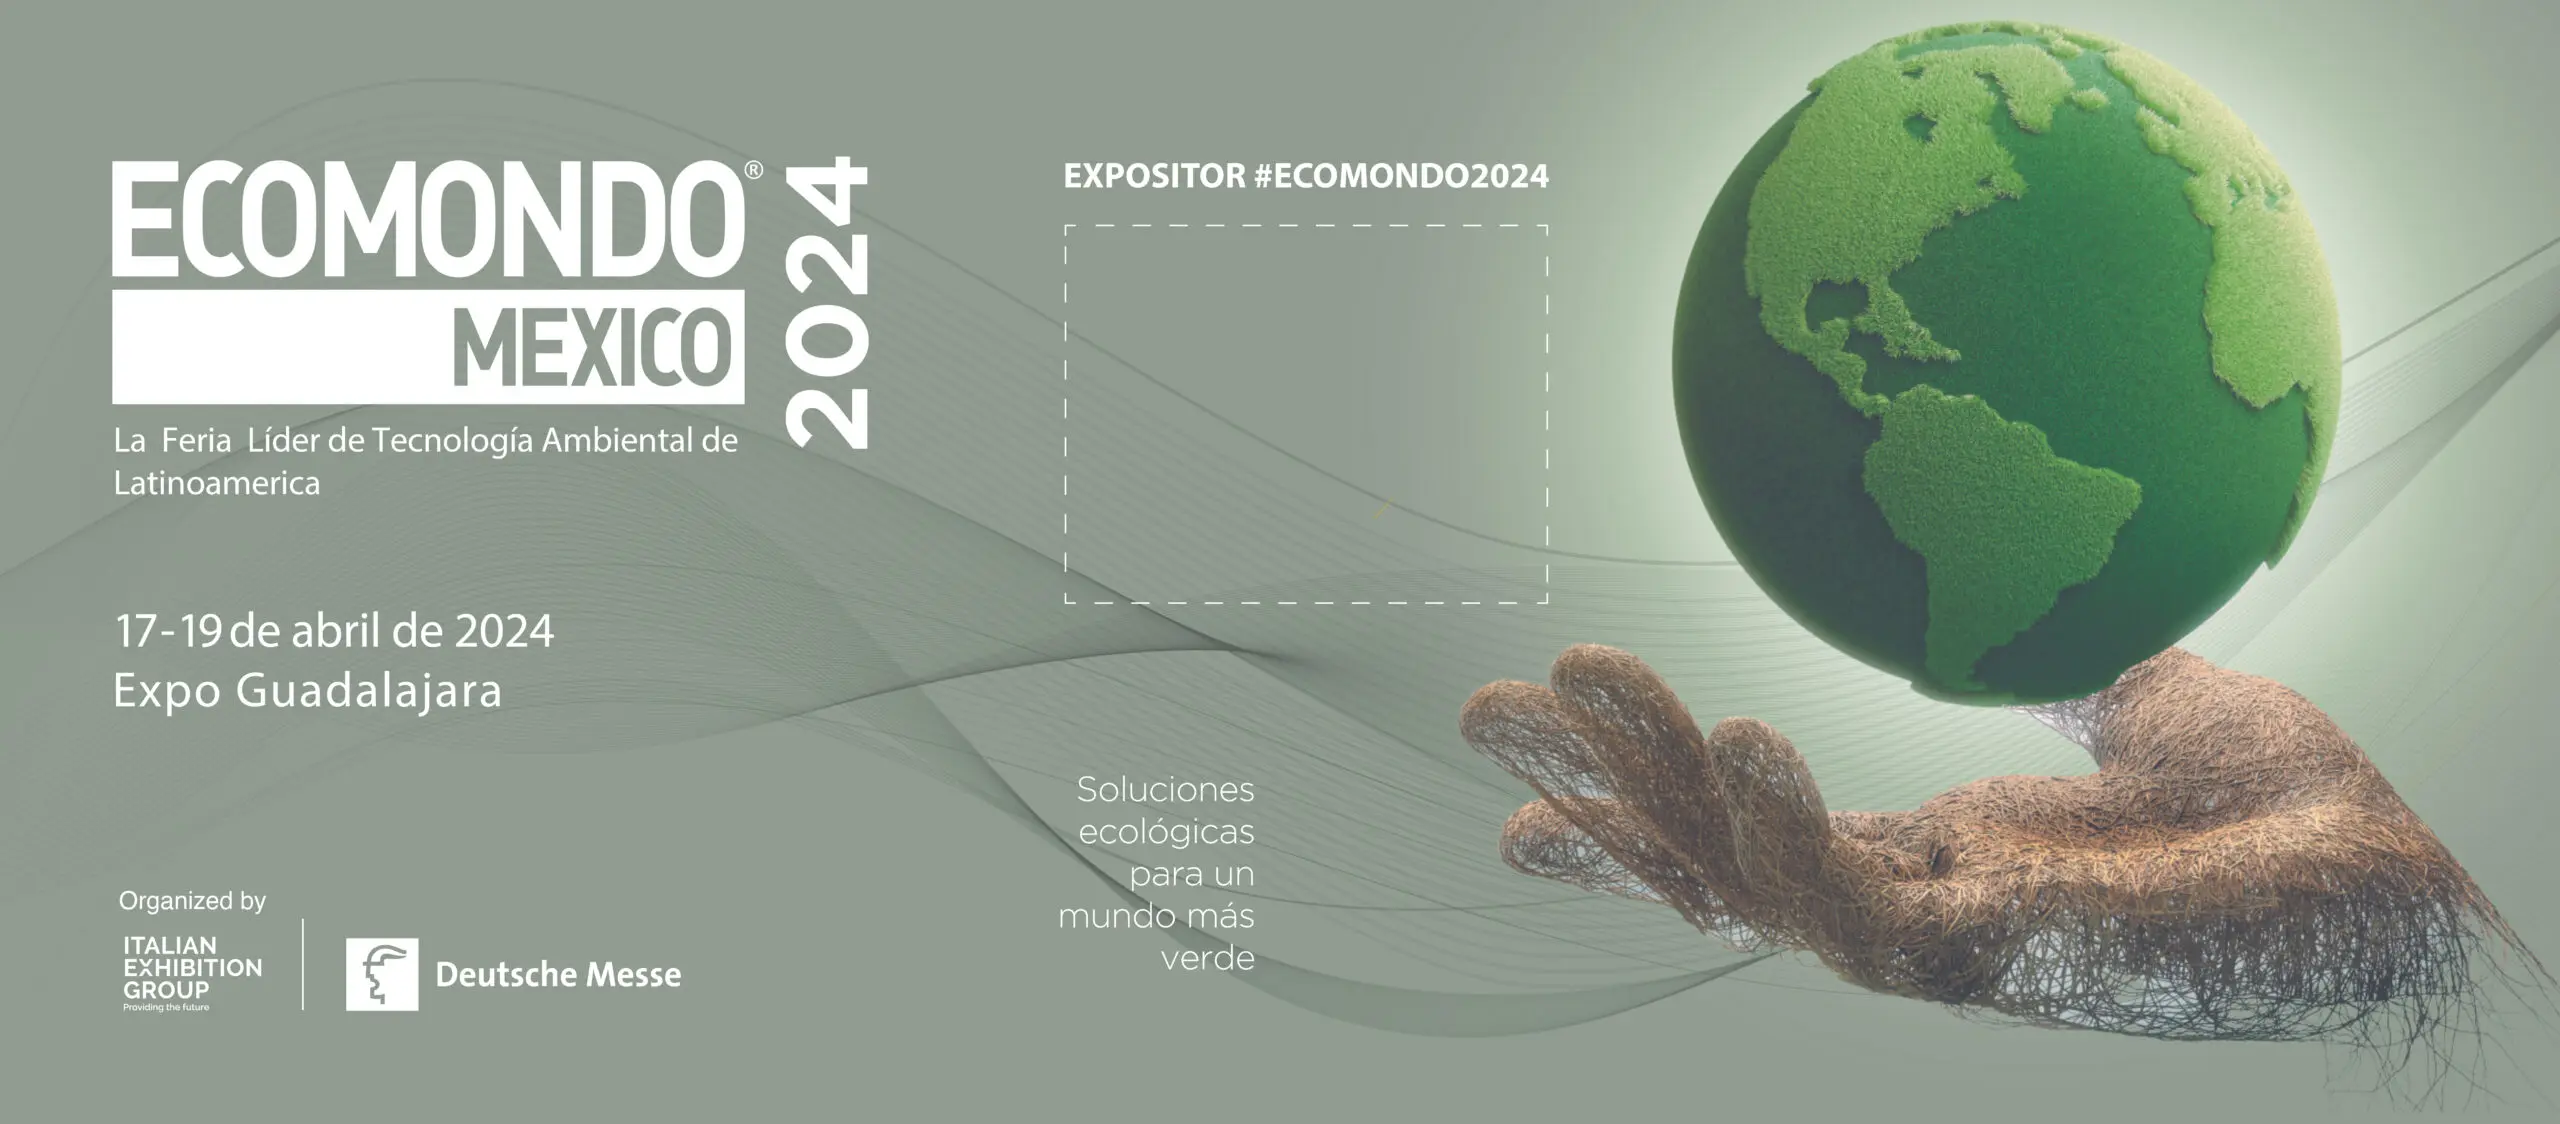 ECOMONDO®
MEXICO
2024
La Feria Líder de Tecnología Ambiental de
Latinoamerica
17-19 de abril de 2024
Expo Guadalajara
Organized by
ITALIAN
EXHIBITION
GROUP
Providing the future
Deutsche Messe
EXPOSITOR #ECOMONDO2024
Soluciones
ecológicas
para un
mundo más
verde